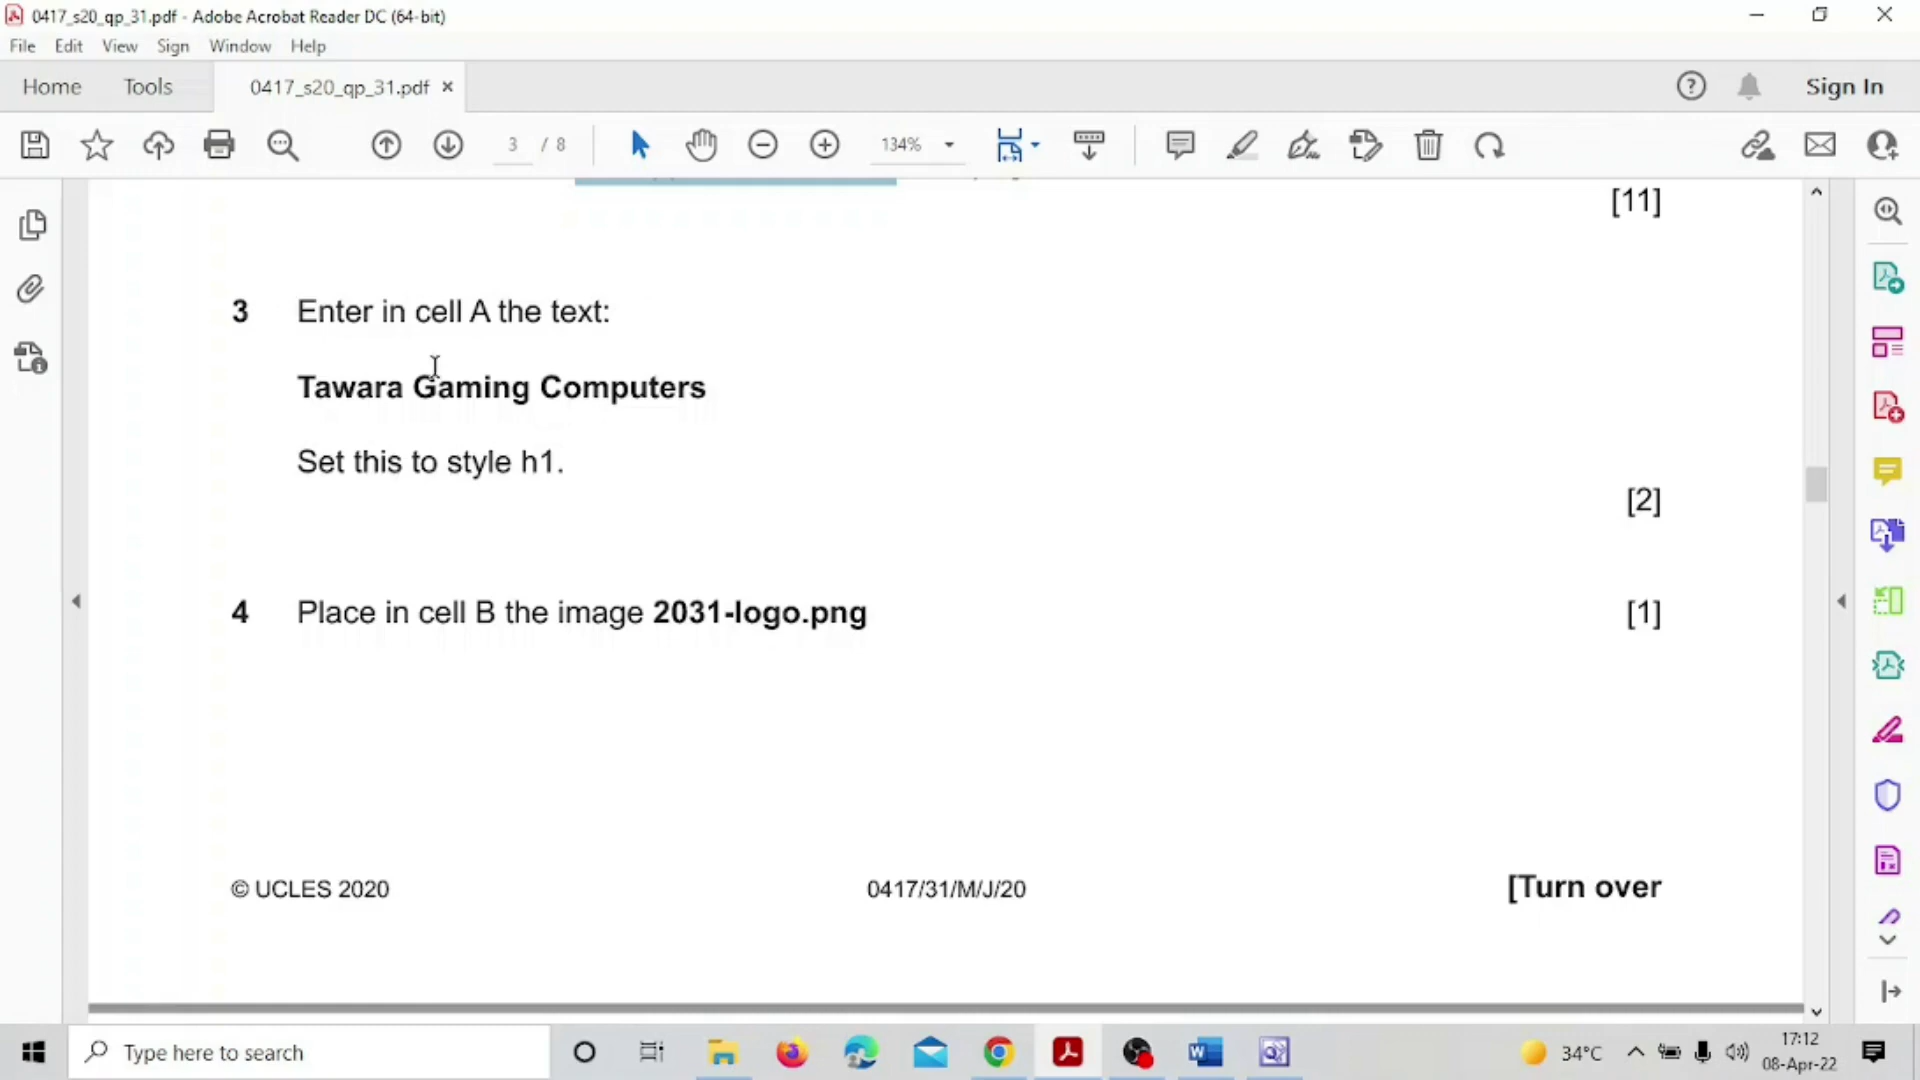 0417_s20_qp_31.pdf - Adobe Acrobat Reader DC (64-bit)
File Edit View Sign Window Help
Home Tools 0417_s20_qp_31.pdf × Sign In
3 / 8 134%
[11]
3 Enter in cell A the text:
Tawara Gaming Computers
Set this to style h1.
[2]
4 Place in cell B the image 2031-logo.png [1]
© UCLES 2020 0417/31/M/J/20 [Turn over
Type here to search 34°C 17:12
08-Apr-22